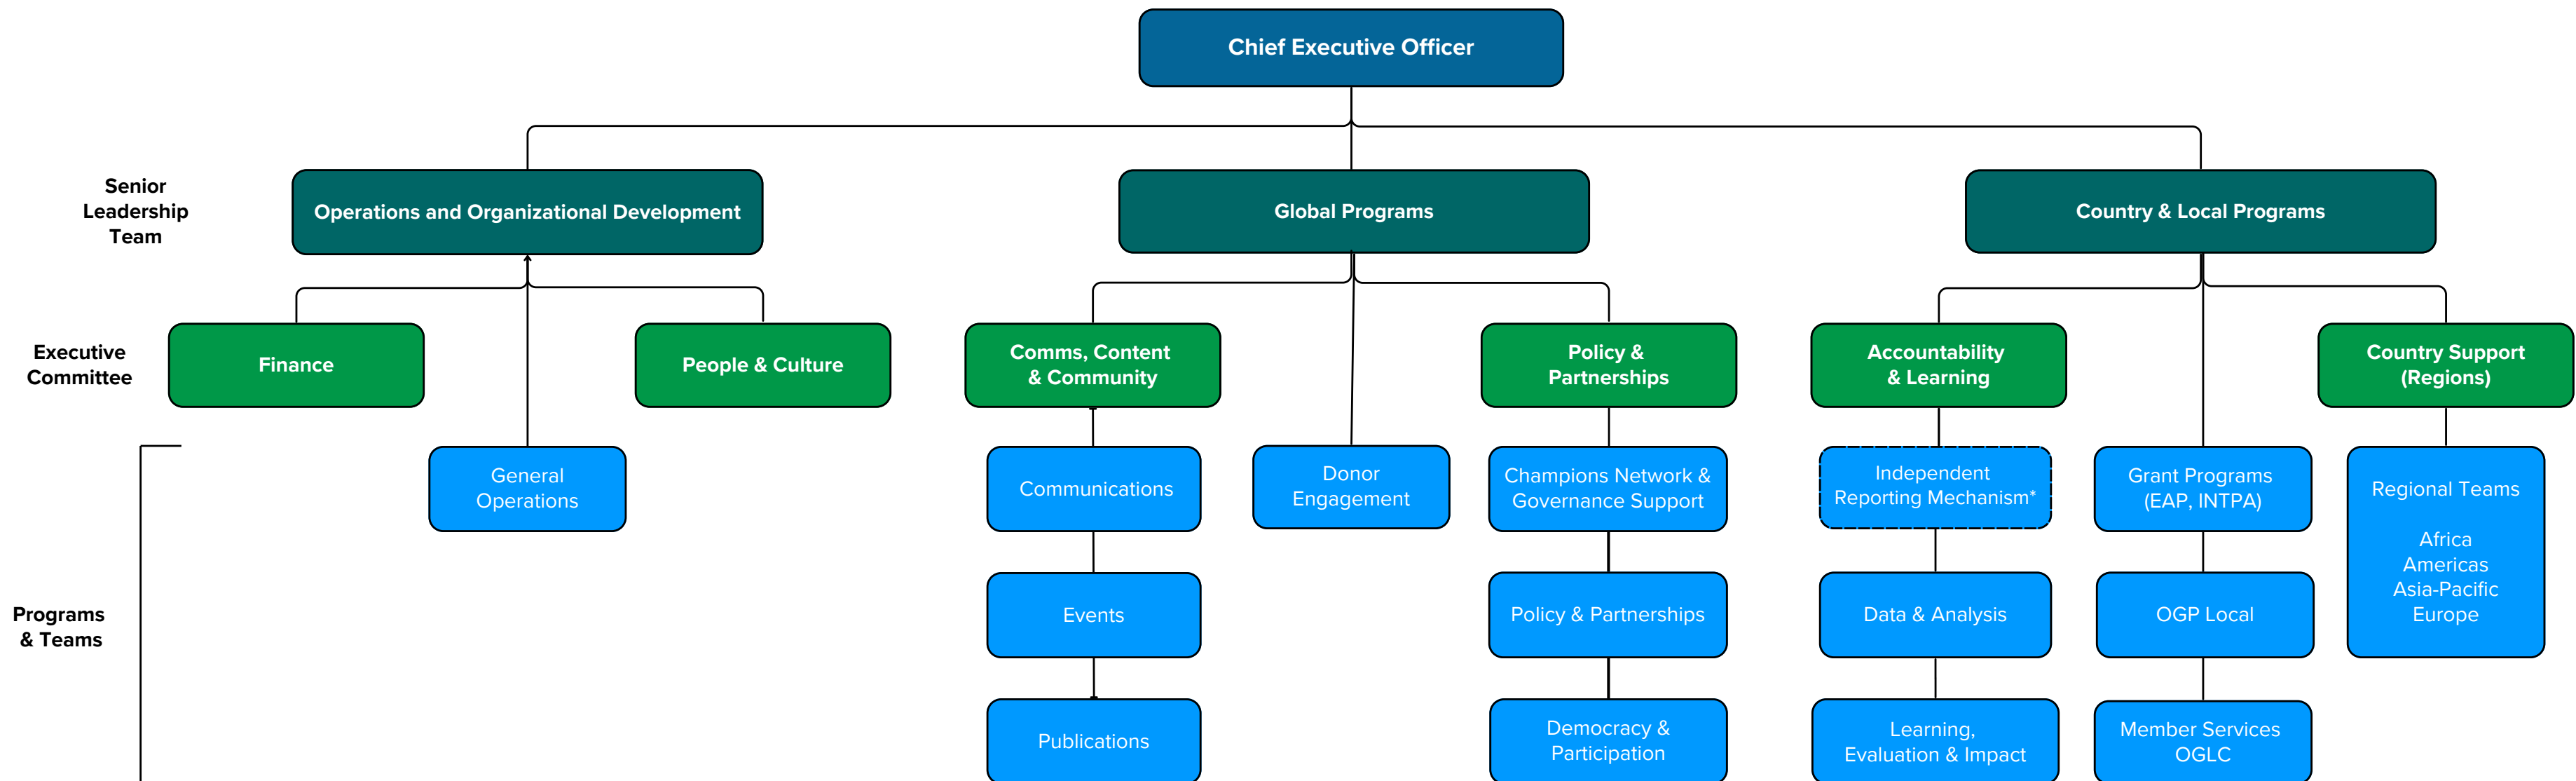 Chief Executive Officer
Senior
Leadership
Team
Operations and Organizational Development
Global Programs
Country & Local Programs
Executive
Committee
Finance
People & Culture
Comms, Content
& Community
Policy &
Partnerships
Accountability
& Learning
Country Support
(Regions)
Programs
& Teams
General
Operations
Communications
Donor
Engagement
Champions Network &
Governance Support
Independent
Reporting Mechanism*
Grant Programs
(EAP, INTPA)
Regional Teams
Africa
Americas
Asia-Pacific
Europe
Events
Policy & Partnerships
Data & Analysis
OGP Local
Publications
Democracy &
Participation
Learning,
Evaluation & Impact
Member Services
OGLC